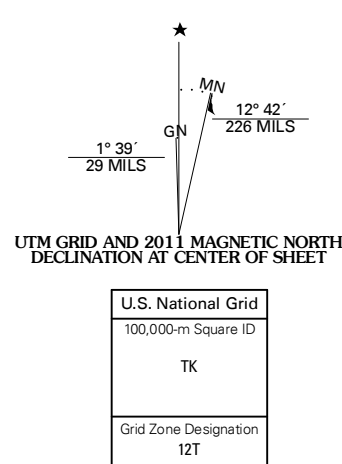 ★
MN
GN
12° 42´
226 MILS
1° 39´
29 MILS
UTM GRID AND 2011 MAGNETIC NORTH
DECLINATION AT CENTER OF SHEET
U.S. National Grid
100,000-m Square ID
TK
Grid Zone Designation
12T